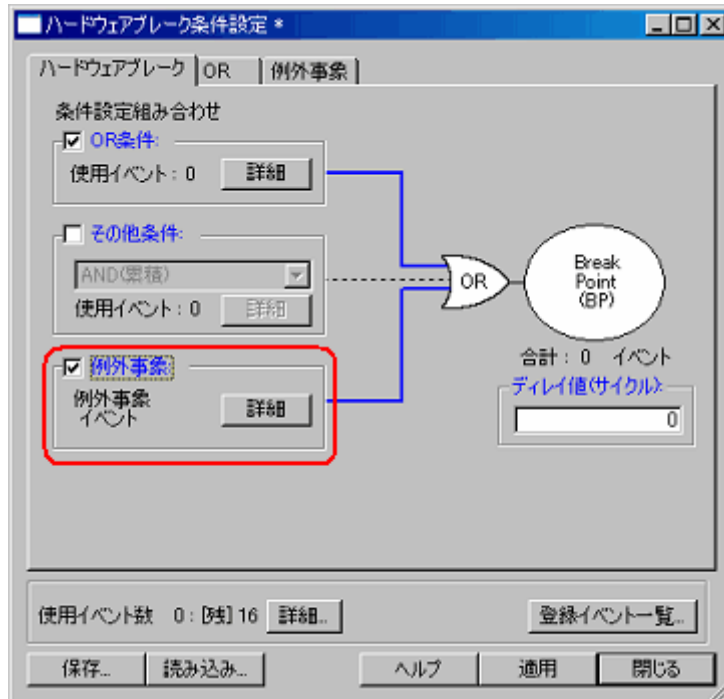 ハードウェアブレーク条件設定 *
ハードウェアブレーク OR 例外事象
条件設定組み合わせ
OR条件:
使用イベント : 0 詳細
その他条件:
AND(累積)
使用イベント : 0 詳細
例外事象:
例外事象
イベント
詳細
OR
Break
Point
(BP)
合計 : 0 イベント
ディレイ値(サイクル):
0
使用イベント数 0 : [残] 16 詳細... 登録イベント一覧...
保存... 読み込み... ヘルプ 適用 閉じる